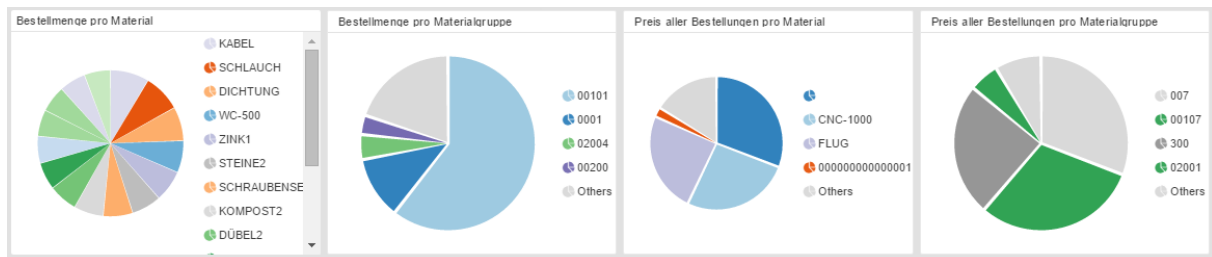 Bestellmenge pro Material
KABEL
SCHLAUCH
DICHTUNG
WC-500
ZINK1
STEINE2
SCHRAUBENSE
KOMPOST2
DÜBEL2
Bestellmenge pro Materialgruppe
00101
0001
02004
00200
Others
Preis aller Bestellungen pro Material
CNC-1000
FLUG
000000000000001
Others
Preis aller Bestellungen pro Materialgruppe
007
00107
300
02001
Others